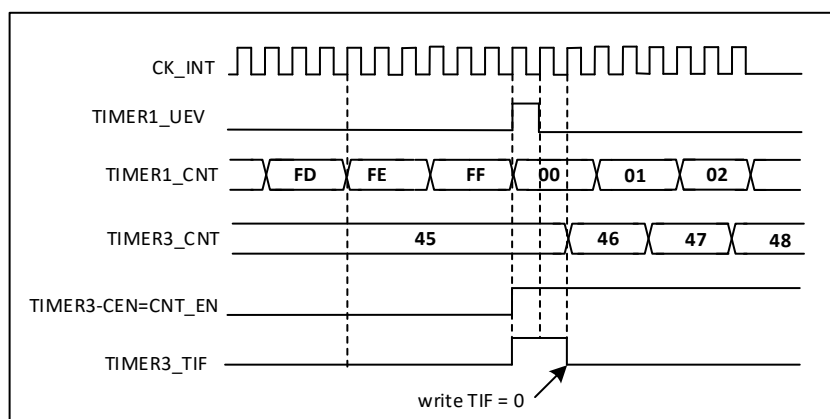 CK_INT
TIMER1_UEV
TIMER1_CNT FD FE FF 00 01 02
TIMER3_CNT 45 46 47 48
TIMER3-CEN=CNT_EN
TIMER3_TIF
write TIF = 0